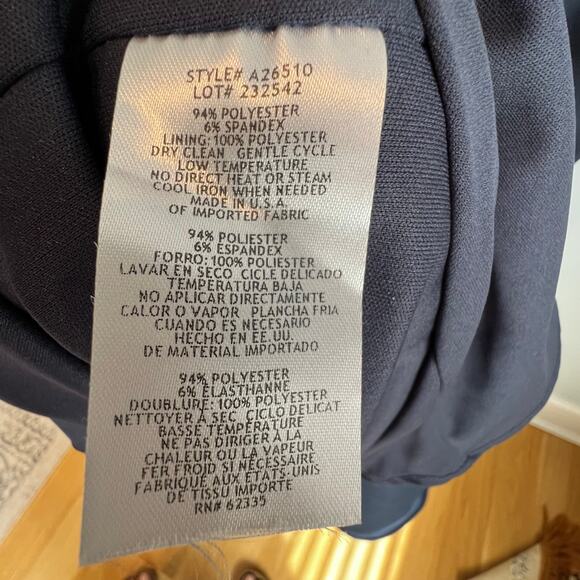 STYLE# A26510
LOT# 232542
94% POLYESTER
6% SPANDEX
LINING: 100% POLYESTER
DRY CLEAN GENTLE CYCLE
LOW TEMPERATURE
NO DIRECT HEAT OR STEAM
COOL IRON WHEN NEEDED
MADE IN U.S.A.
OF IMPORTED FABRIC
94% POLIESTER
6% ESPANDEX
FORRO: 100% POLIESTER
LAVAR EN SECO CICLE DELICADO
TEMPERATURA BAJA
NO APLICAR DIRECTAMENTE
CALOR O VAPOR PLANCHA FRIA
CUANDO ES NECESARIO
HECHO EN EE.UU.
DE MATERIAL IMPORTADO
94% POLYESTER
6% ELASTHANNE
DOUBLURE: 100% POLYESTER
NETTOYER À SEC CICLO DELICAT
BASSE TEMPÉRATURE
NE PAS DIRIGER À LA
CHALEUR OU LA VAPEUR
FER FROID SI NÉCESSAIRE
FABRIQUÉ AUX ÉTATS-UNIS
DE TISSU IMPORTE
RN# 62335